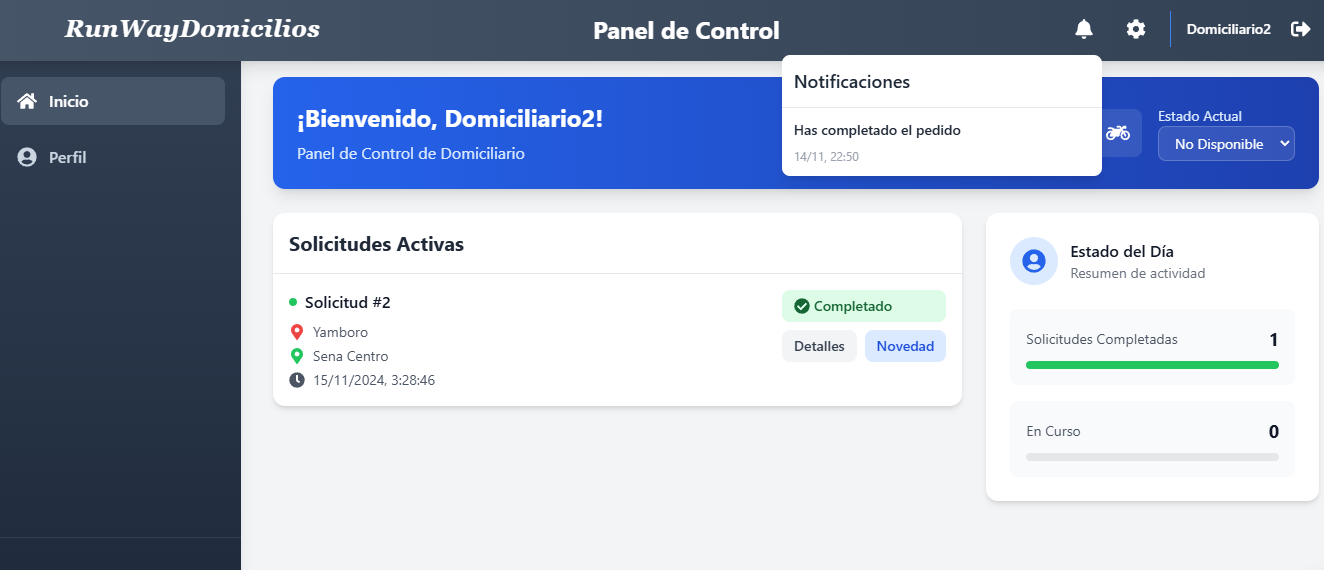 RunWayDomicilios
Panel de Control
Domiciliario2
Inicio
Perfil
¡Bienvenido, Domiciliario2!
Panel de Control de Domiciliario
Notificaciones
Has completado el pedido
14/11, 22:50
Estado Actual
No Disponible
Solicitudes Activas
Solicitud #2
Yamboro
Sena Centro
15/11/2024, 3:28:46
Completado
Detalles
Novedad
Estado del Día
Resumen de actividad
Solicitudes Completadas 1
En Curso 0